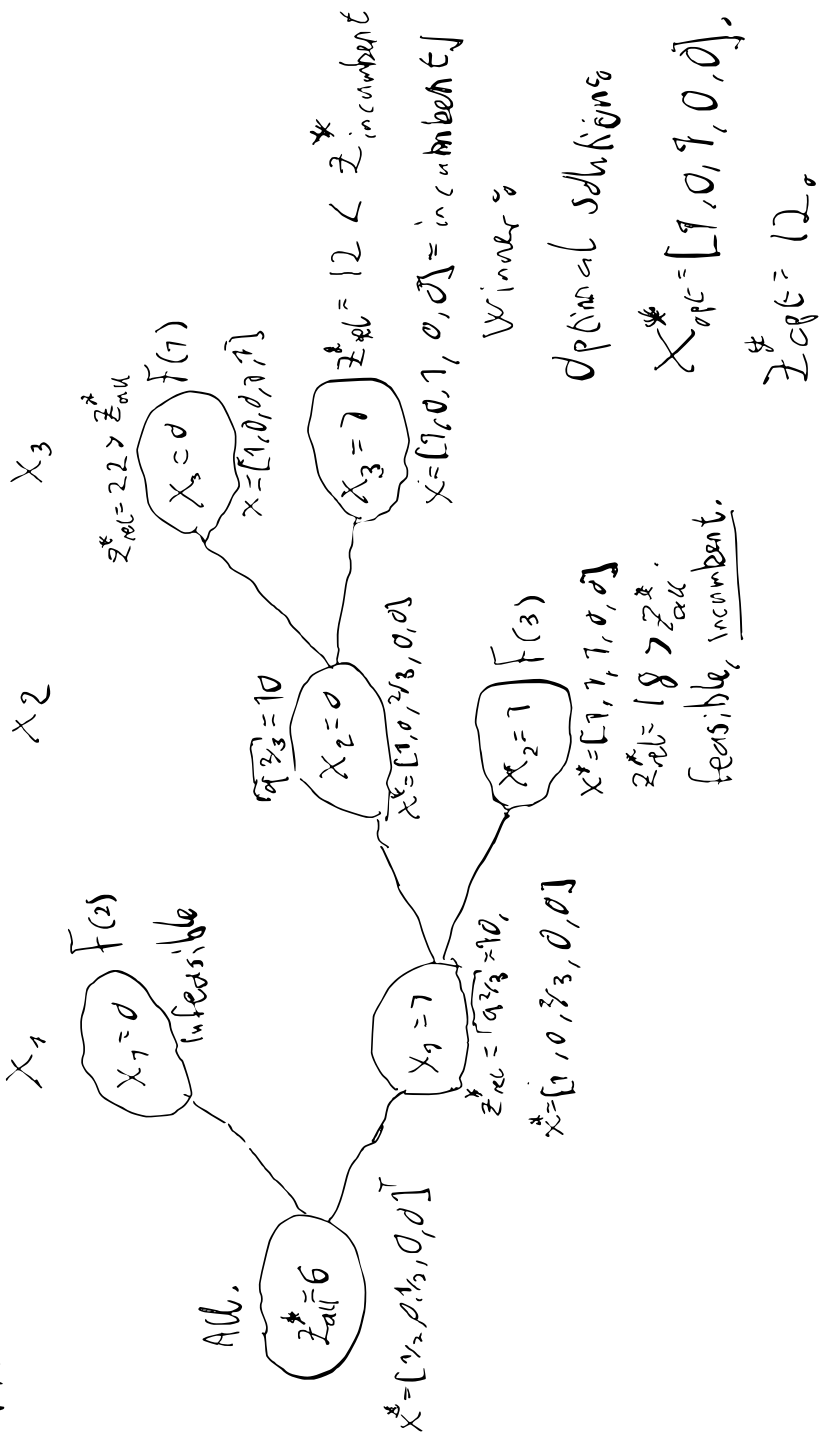 X₁
X₂
X₃
All.
Z*all=6
X*=[1/2,0,1/2,0,0]ᵀ
X₁=0
F(2)
infeasible
X₁=1
Z*rel=⌈9 2/3⌉=10,
X*=[1,0,2/3,0,0]
⌈9 2/3⌉=10
X₂=0
X*=[1,0,2/3,0,0]
X₂=1
F(3)
X*=[1,1,1,0,0]
Z*rel=18>Z*all.
feasible, incumbent.
Z*rel=22>Z*all
X₃=0
F(1)
X=[1,0,0,0,1]
X₃=1
Z*rel=12<Z*incumbent
X=[1,0,1,0,0]=incumbent]
Winner:
Optimal solution:
X*opt=[1,0,1,0,0].
Z*opt=12.